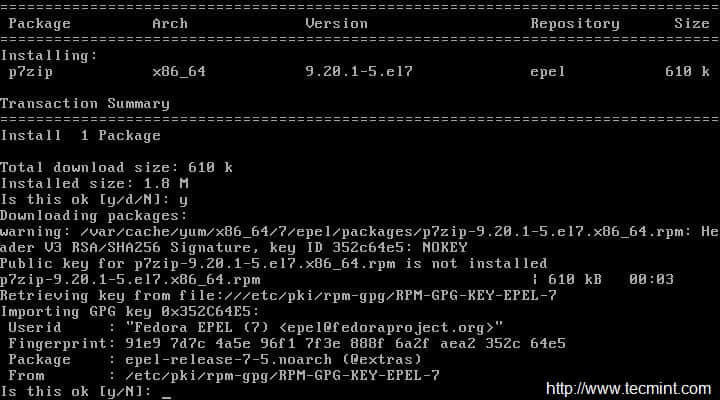 ================================================================================
Package Arch Version Repository Size
================================================================================
Installing:
p7zip x86_64 9.20.1-5.el7 epel 610 k

Transaction Summary
================================================================================
Install 1 Package

Total download size: 610 k
Installed size: 1.8 M
Is this ok [y/d/N]: y
Downloading packages:
warning: /var/cache/yum/x86_64/7/epel/packages/p7zip-9.20.1-5.el7.x86_64.rpm: He
ader V3 RSA/SHA256 Signature, key ID 352c64e5: NOKEY
Public key for p7zip-9.20.1-5.el7.x86_64.rpm is not installed
p7zip-9.20.1-5.el7.x86_64.rpm | 610 kB 00:03
Retrieving key from file:///etc/pki/rpm-gpg/RPM-GPG-KEY-EPEL-7
Importing GPG key 0x352C64E5:
Userid : "Fedora EPEL (7) <epel@fedoraproject.org>"
Fingerprint: 91e9 7d7c 4a5e 96f1 7f3e 888f 6a2f aea2 352c 64e5
Package : epel-release-7-5.noarch (@extras)
From : /etc/pki/rpm-gpg/RPM-GPG-KEY-EPEL-7
Is this ok [y/N]: _
http://www.tecmint.com